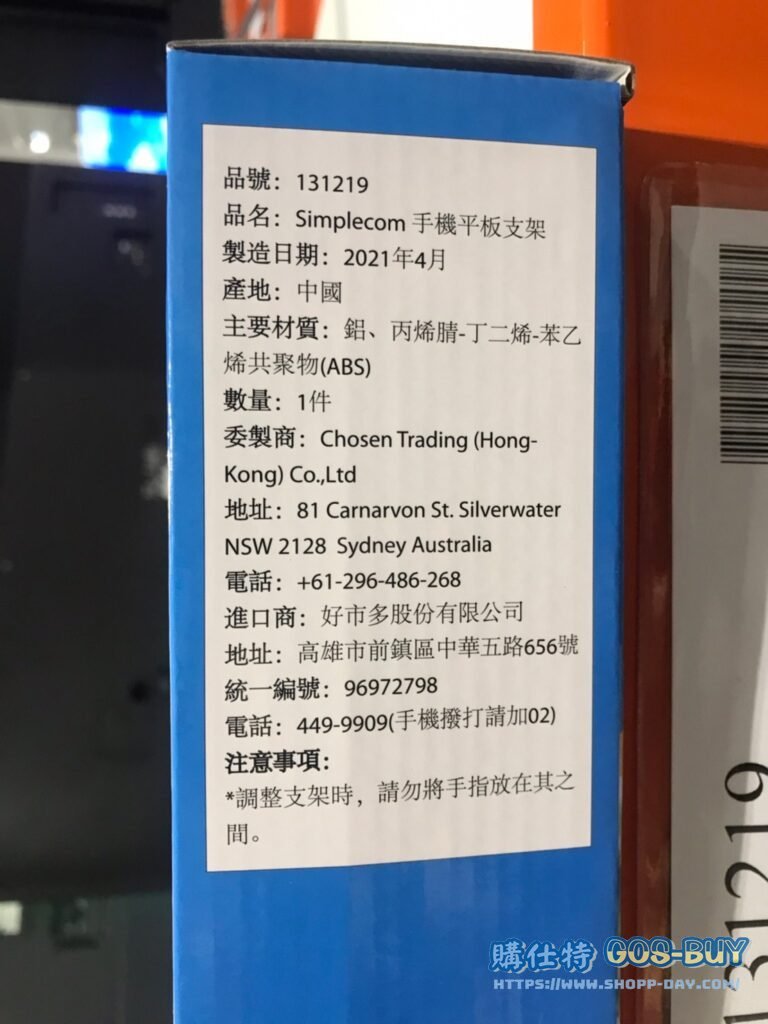 品號：131219
品名：Simplecom 手機平板支架
製造日期：2021年4月
產地：中國
主要材質：鋁、丙烯腈-丁二烯-苯乙
烯共聚物(ABS)
數量：1件
委製商：Chosen Trading (Hong-
Kong) Co.,Ltd
地址：81 Carnarvon St. Silverwater
NSW 2128  Sydney Australia
電話：+61-296-486-268
進口商：好市多股份有限公司
地址：高雄市前鎮區中華五路656號
統一編號：96972798
電話：449-9909(手機撥打請加02)
注意事項：
*調整支架時，請勿將手指放在其之
間。
131219
購仕特 GOS-BUY
HTTPS://WWW.SHOPP-DAY.COM/